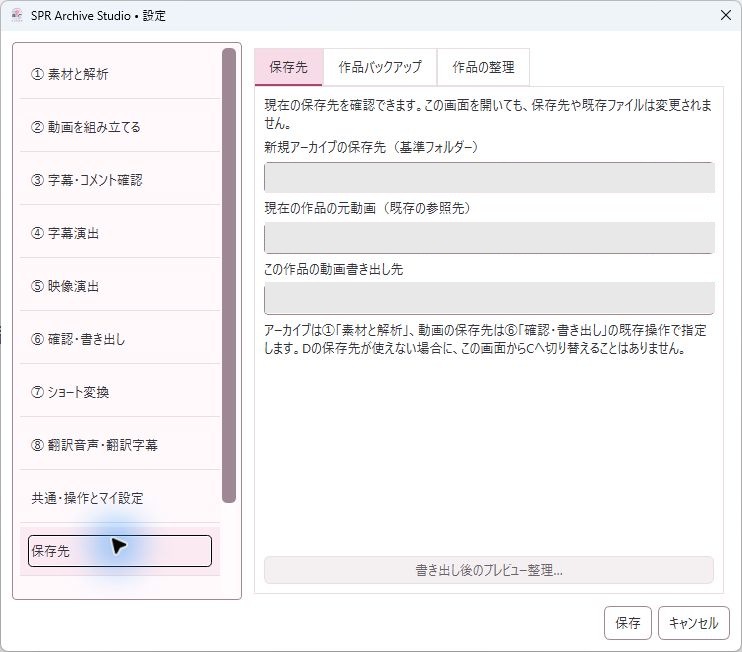 SPR Archive Studio • 設定
① 素材と解析
② 動画を組み立てる
③ 字幕・コメント確認
④ 字幕演出
⑤ 映像演出
⑥ 確認・書き出し
⑦ ショート変換
⑧ 翻訳音声・翻訳字幕
共通・操作とマイ設定
保存先
保存先
作品バックアップ
作品の整理
現在の保存先を確認できます。この画面を開いても、保存先や既存ファイルは変更されま
せん。
新規アーカイブの保存先（基準フォルダー）
現在の作品の元動画（既存の参照先）
この作品の動画書き出し先
アーカイブは①「素材と解析」、動画の保存先は⑥「確認・書き出し」の既存操作で指定
します。Dの保存先が使えない場合に、この画面からCへ切り替えることはありません。
書き出し後のプレビュー整理...
保存
キャンセル